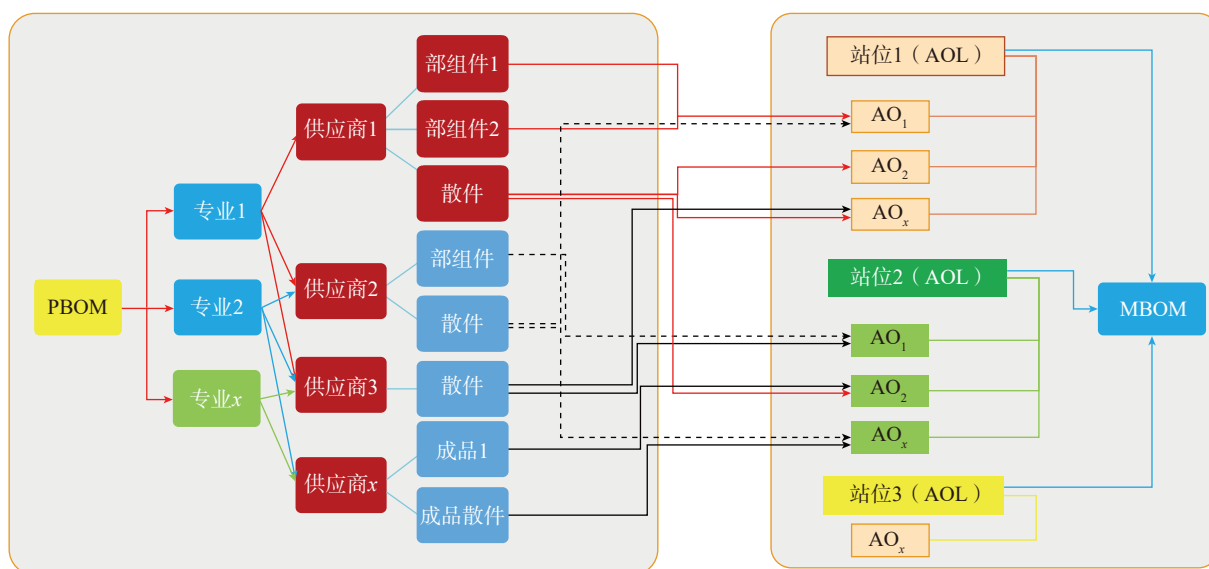 PBOM
专业1
专业2
专业x
供应商1
供应商2
供应商3
供应商x
部组件1
部组件2
散件
部组件
散件
散件
成品1
成品散件
站位1（AOL）
AO1
AO2
AOx
站位2（AOL）
AO1
AO2
AOx
站位3（AOL）
AOx
MBOM